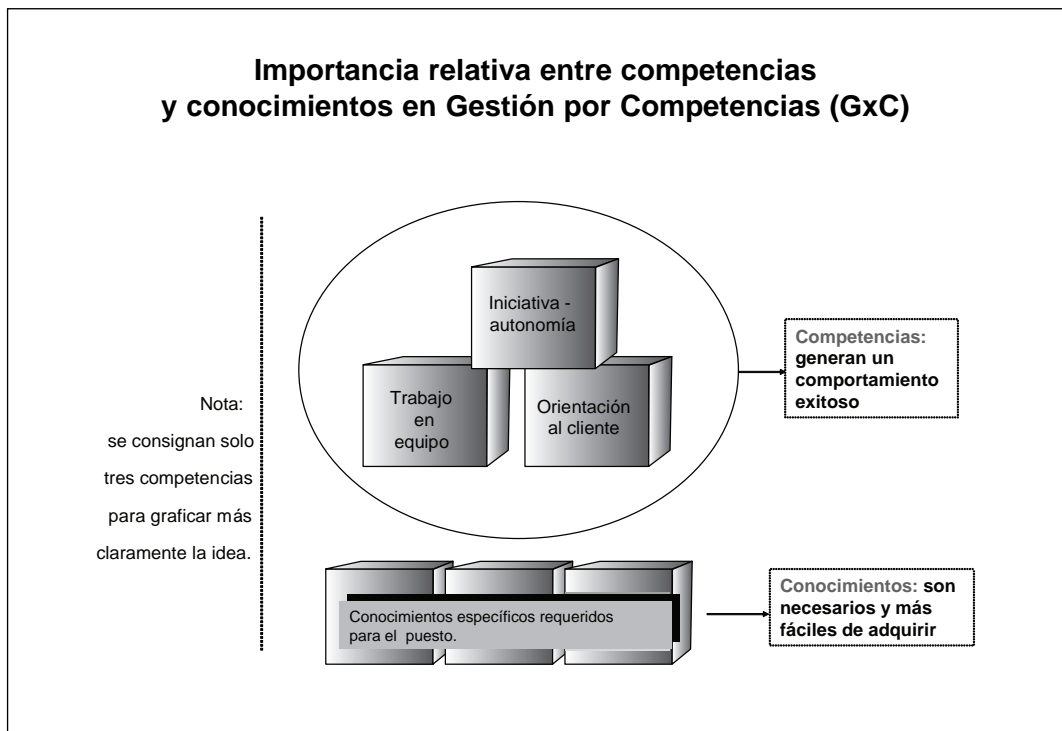 Importancia relativa entre competencias
y conocimientos en Gestión por Competencias (GxC)
Nota:
se consignan solo
tres competencias
para graficar más
claramente la idea.
Iniciativa -
autonomía
Trabajo
en
equipo
Orientación
al cliente
Competencias:
generan un
comportamiento
exitoso
Conocimientos específicos requeridos
para el puesto.
Conocimientos: son
necesarios y más
fáciles de adquirir